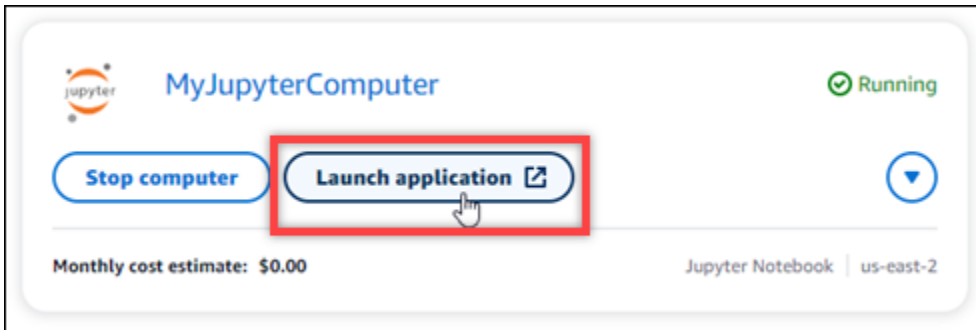 jupyter
MyJupyterComputer
Running
Stop computer
Launch application
Monthly cost estimate: $0.00
Jupyter Notebook
us-east-2